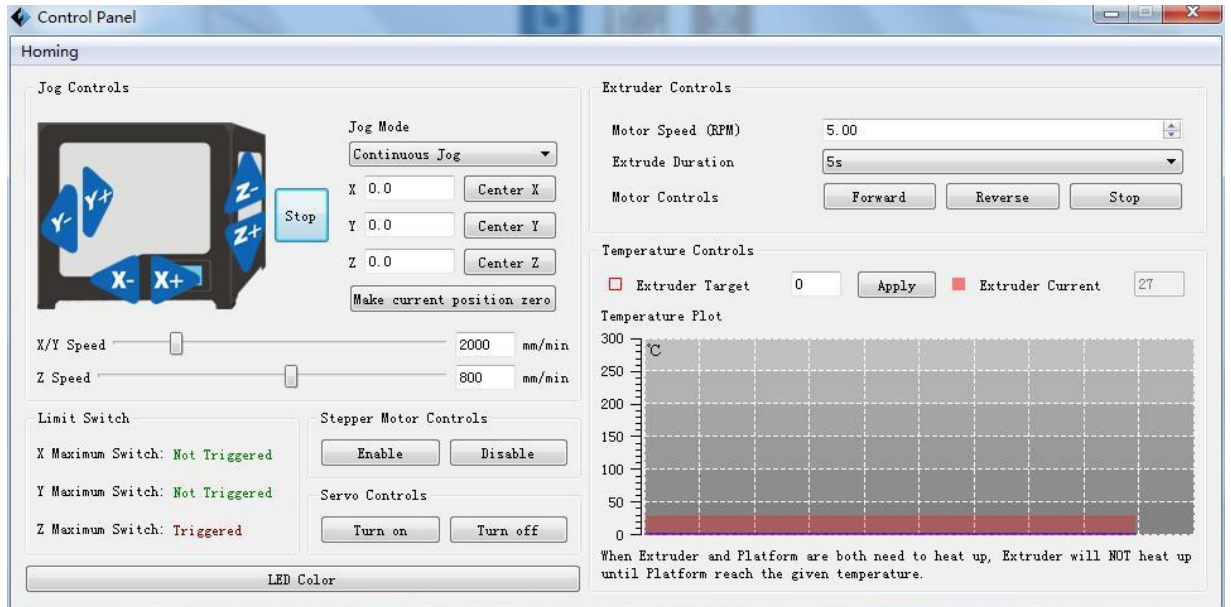 Control Panel
Homing
Jog Controls
Y-
Y+
Z-
Z+
X-
X+
Stop
Jog Mode
Continuous Jog
X 0.0 Center X
Y 0.0 Center Y
Z 0.0 Center Z
Make current position zero
X/Y Speed 2000 mm/min
Z Speed 800 mm/min
Limit Switch
X Maximum Switch: Not Triggered
Y Maximum Switch: Not Triggered
Z Maximum Switch: Triggered
Stepper Motor Controls
Enable Disable
Servo Controls
Turn on Turn off
LED Color
Extruder Controls
Motor Speed (RPM) 5.00
Extrude Duration 5s
Motor Controls Forward Reverse Stop
Temperature Controls
Extruder Target 0 Apply Extruder Current 27
Temperature Plot
℃
300
250
200
150
100
50
0
When Extruder and Platform are both need to heat up, Extruder will NOT heat up
until Platform reach the given temperature.